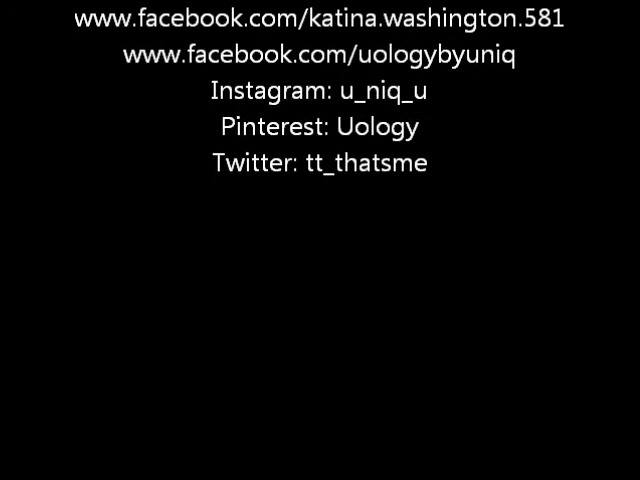 www.facebook.com/katina.washington.581
www.facebook.com/uologybyuniq
Instagram: u_niq_u
Pinterest: Uology
Twitter: tt_thatsme